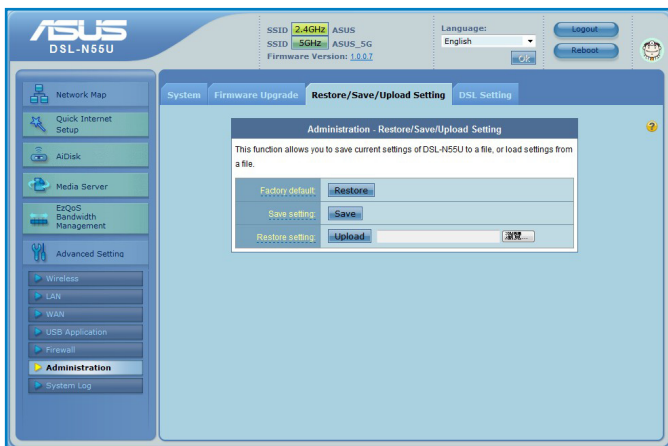 ASUS
DSL-N55U
SSID 2.4GHz ASUS
SSID 5GHz ASUS_5G
Firmware Version: 1.0.0.7
Language:
English
Ok
Logout
Reboot
Network Map
Quick Internet
Setup
AiDisk
Media Server
EzQoS
Bandwidth
Management
Advanced Setting
Wireless
LAN
WAN
USB Application
Firewall
Administration
System Log
System
Firmware Upgrade
Restore/Save/Upload Setting
DSL Setting
Administration - Restore/Save/Upload Setting
This function allows you to save current settings of DSL-N55U to a file, or load settings from
a file.
Factory default: Restore
Save setting: Save
Restore setting: Upload 瀏覽...